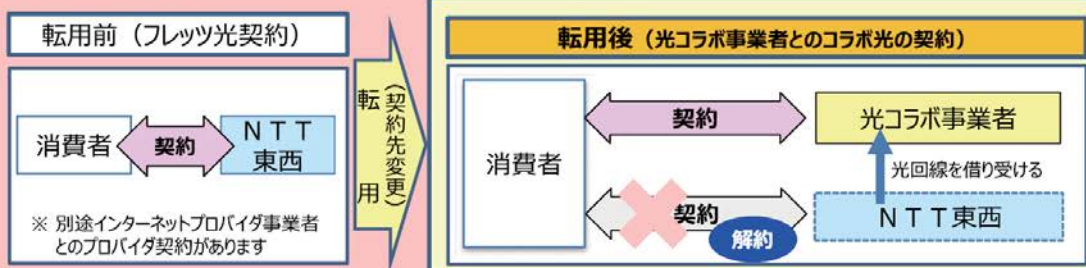 転用前（フレッツ光契約）
消費者
契約
ＮＴＴ
東西
※ 別途インターネットプロバイダ事業者
とのプロバイダ契約があります
転用
（契約先変更）
転用後（光コラボ事業者とのコラボ光の契約）
消費者
契約
光コラボ事業者
光回線を借り受ける
契約
解約
ＮＴＴ東西